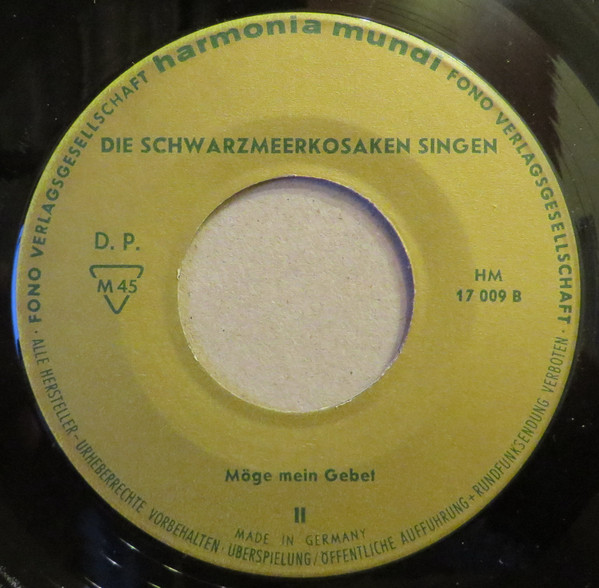 harmonia mundi
FONO VERLAGSGESELLSCHAFT
FONO VERLAGSGESELLSCHAFT
DIE SCHWARZMEERKOSAKEN SINGEN
D. P.
M 45
HM
17 009 B
Möge mein Gebet
II
MADE IN GERMANY
· ALLE HERSTELLER- URHEBERRECHTE VORBEHALTEN · ÜBERSPIELUNG / ÖFFENTLICHE AUFFÜHRUNG + RUNDFUNKSENDUNG VERBOTEN ·